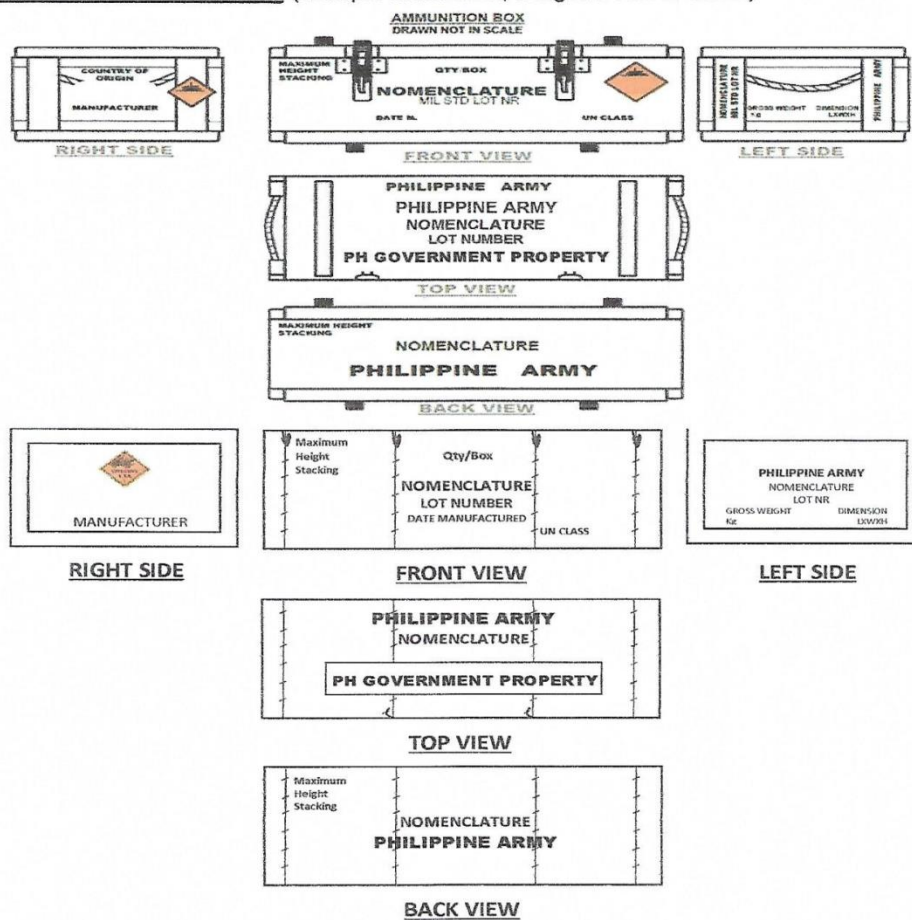 AMMUNITION BOX
DRAWN NOT IN SCALE
COUNTRY OF
ORIGIN
MANUFACTURER
RIGHT SIDE
MAXIMUM
HEIGHT
STACKING
QTY/BOX
NOMENCLATURE
MIL STD LOT NR
DATE M.
UN CLASS
FRONT VIEW
NOMENCLATURE
MIL STD LOT NR
GROSS WEIGHT
Kg
DIMENSION
LXWXH
PHILIPPINE ARMY
LEFT SIDE
PHILIPPINE ARMY
PHILIPPINE ARMY
NOMENCLATURE
LOT NUMBER
PH GOVERNMENT PROPERTY
TOP VIEW
MAXIMUM HEIGHT
STACKING
NOMENCLATURE
PHILIPPINE ARMY
BACK VIEW
MANUFACTURER
RIGHT SIDE
Maximum
Height
Stacking
Qty/Box
NOMENCLATURE
LOT NUMBER
DATE MANUFACTURED
UN CLASS
FRONT VIEW
PHILIPPINE ARMY
NOMENCLATURE
LOT NR
GROSS WEIGHT
Kg
DIMENSION
LXWXH
LEFT SIDE
PHILIPPINE ARMY
NOMENCLATURE
PH GOVERNMENT PROPERTY
TOP VIEW
Maximum
Height
Stacking
NOMENCLATURE
PHILIPPINE ARMY
BACK VIEW